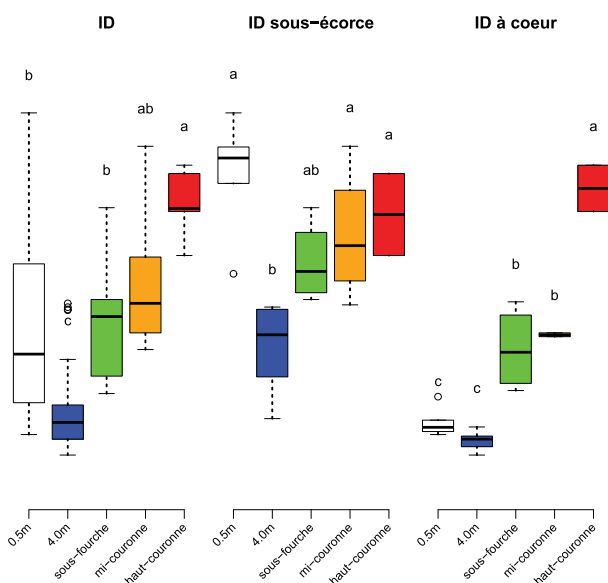 ID
ID sous−écorce
ID à coeur
b
c
b
ab
a
a
b
ab
a
a
c
c
b
b
a
0.5m
4.0m
sous−fourche
mi−couronne
haut−couronne
0.5m
4.0m
sous−fourche
mi−couronne
haut−couronne
0.5m
4.0m
sous−fourche
mi−couronne
haut−couronne